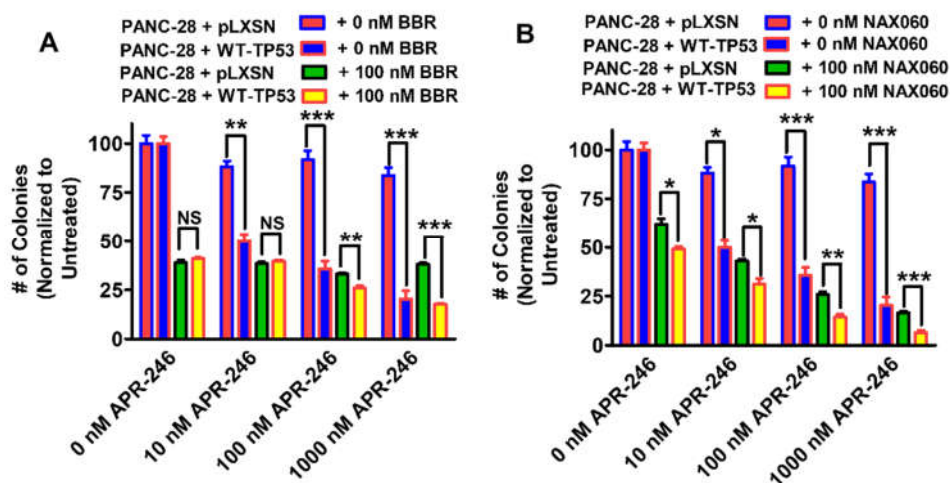 A
PANC-28 + pLXSN + 0 nM BBR
PANC-28 + WT-TP53 + 0 nM BBR
PANC-28 + pLXSN + 100 nM BBR
PANC-28 + WT-TP53 + 100 nM BBR
# of Colonies
(Normalized to
Untreated)
100
75
50
25
0
NS
**
NS
***
**
***
***
0 nM APR-246
10 nM APR-246
100 nM APR-246
1000 nM APR-246
B
PANC-28 + pLXSN + 0 nM NAX060
PANC-28 + WT-TP53 + 0 nM NAX060
PANC-28 + pLXSN + 100 nM NAX060
PANC-28 + WT-TP53 + 100 nM NAX060
# of Colonies
(Normalized to
Untreated)
100
75
50
25
0
*
*
*
***
**
***
***
0 nM APR-246
10 nM APR-246
100 nM APR-246
1000 nM APR-246